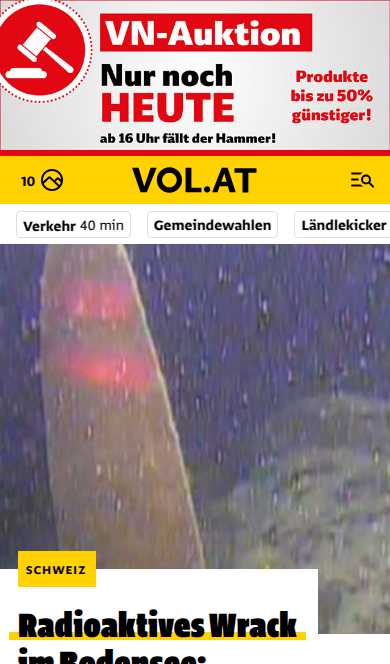 VN-Auktion
Nur noch
HEUTE
ab 16 Uhr fällt der Hammer!
Produkte
bis zu 50%
günstiger!
10
VOL.AT
Verkehr 40 min
Gemeindewahlen
Ländlekicker
SCHWEIZ
Radioaktives Wrack
im Bodensee: